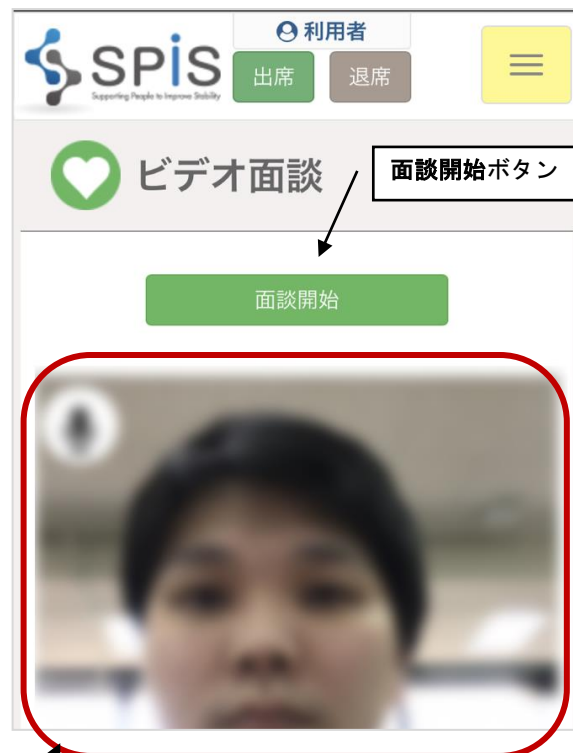 SPiS
Supporting People to Improve Stability
利用者
出席
退席
ビデオ面談
面談開始ボタン
面談開始